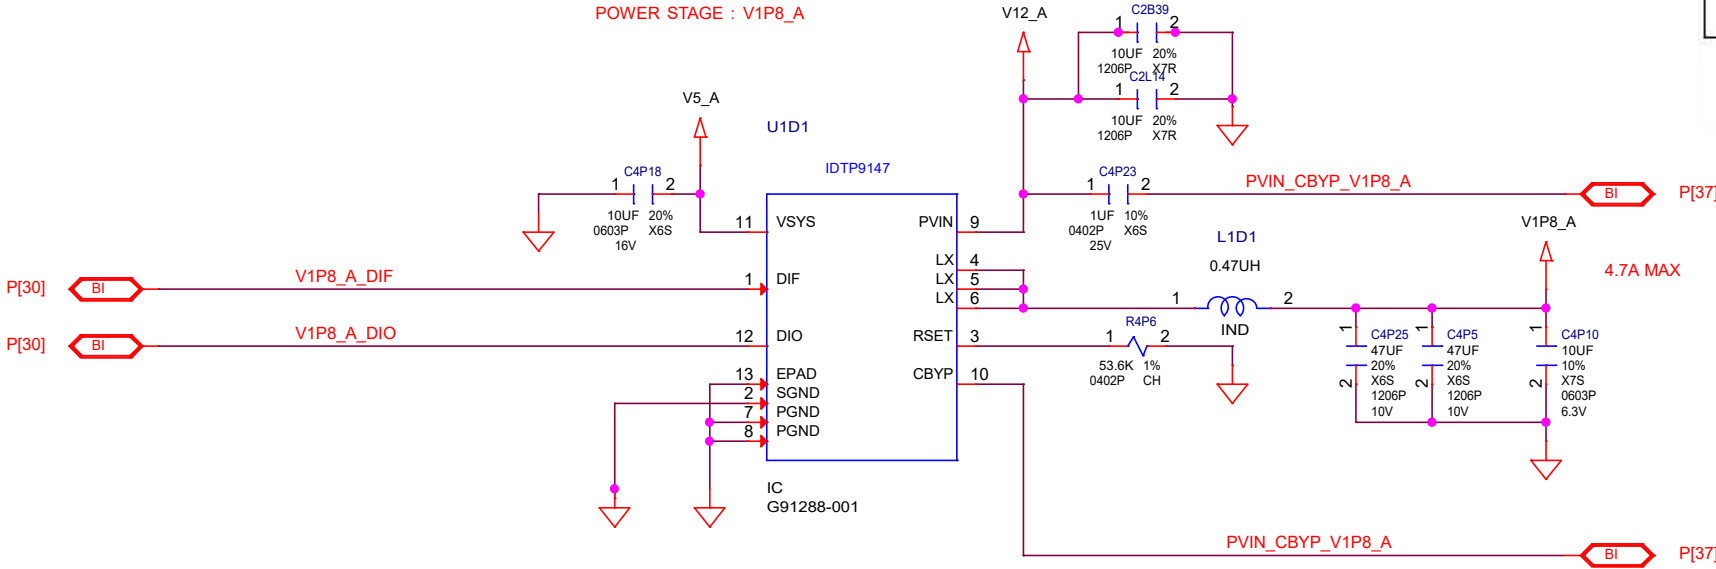 POWER STAGE : V1P8_A
V12_A
C2B39
1 2
10UF 20%
1206P X7R
C2L14
1 2
10UF 20%
1206P X7R
V5_A
U1D1
IDTP9147
C4P18
1 2
10UF 20%
0603P X6S
16V
C4P23
1 2
1UF 10%
0402P X6S
25V
PVIN_CBYP_V1P8_A
BI
P[37]
11 VSYS
PVIN 9
LX 4
LX 5
LX 6
RSET 3
CBYP 10
P[30]
BI
V1P8_A_DIF
1 DIF
P[30]
BI
V1P8_A_DIO
12 DIO
13 EPAD
2 SGND
7 PGND
8 PGND
IC
G91288-001
L1D1
0.47UH
1 2
IND
R4P6
1 2
53.6K 1%
0402P CH
V1P8_A
4.7A MAX
1
C4P25
47UF
20%
X6S
1206P
10V
2
1
C4P5
47UF
20%
X6S
1206P
10V
2
1
C4P10
10UF
10%
X7S
0603P
6.3V
2
PVIN_CBYP_V1P8_A
BI
P[37]